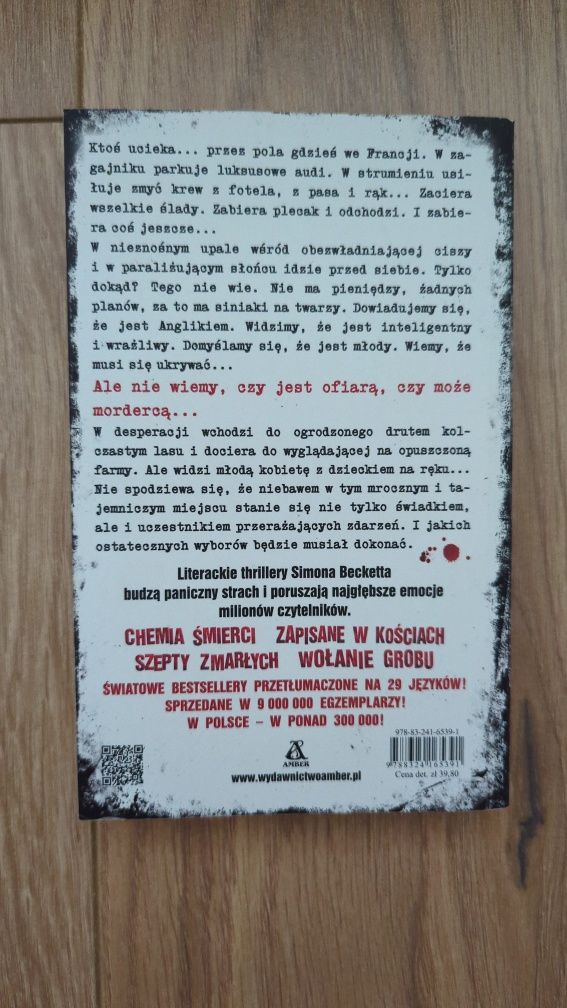 Ktoś ucieka... przez pola gdzieś we Francji. W za-
gajniku parkuje luksusowe audi. W strumieniu usi-
łuje zmyć krew z fotela, z pasa i rąk... Zaciera
wszelkie ślady. Zabiera plecak i odchodzi. I zabie-
ra coś jeszcze...
W nieznośnym upale wśród obezwładniającej ciszy
i w paraliżującym słońcu idzie przed siebie. Tylko
dokąd? Tego nie wie. Nie ma pieniędzy, żadnych
planów, za to ma siniaki na twarzy. Dowiadujemy się,
że jest Anglikiem. Widzimy, że jest inteligentny
i wrażliwy. Domyślamy się, że jest młody. Wiemy, że
musi się ukrywać...
Ale nie wiemy, czy jest ofiarą, czy może
mordercą...
W desperacji wchodzi do ogrodzonego drutem kol-
czastym lasu i dociera do wyglądającej na opuszczoną
farmy. Ale widzi młodą kobietę z dzieckiem na ręku...
Nie spodziewa się, że niebawem w tym mrocznym i ta-
jemniczym miejscu stanie się nie tylko świadkiem,
ale i uczestnikiem przerażających zdarzeń. I jakich
ostatecznych wyborów będzie musiał dokonać.
Literackie thrillery Simona Becketta
budzą paniczny strach i poruszają najgłębsze emocje
milionów czytelników.
CHEMIA ŚMIERCI ZAPISANE W KOŚCIACH
SZEPTY ZMARŁYCH WOŁANIE GROBU
ŚWIATOWE BESTSELLERY PRZETŁUMACZONE NA 29 JĘZYKÓW!
SPRZEDANE W 9 000 000 EGZEMPLARZY!
W POLSCE – W PONAD 300 000!
AMBER
www.wydawnictwoamber.pl
978-83-241-6539-1
9788324165391
Cena det. zł 39,80